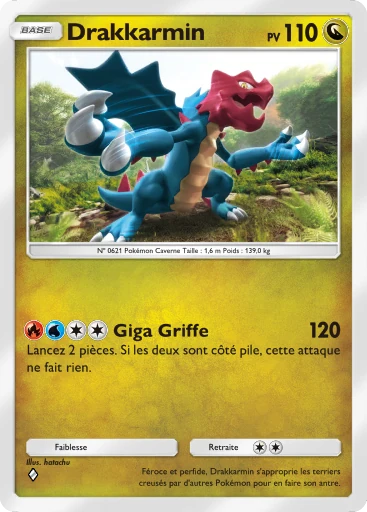 BASE
Drakkarmin
PV 110
N° 0621 Pokémon Caverne Taille : 1,6 m Poids : 139.0 kg
Giga Griffe 120
Lancez 2 pièces. Si les deux sont côté pile, cette attaque
ne fait rien.
Faiblesse
Retraite
Illus. hatachu
Féroce et perfide, Drakkarmin s'approprie les terriers
creusés par d'autres Pokémon pour en faire son antre.